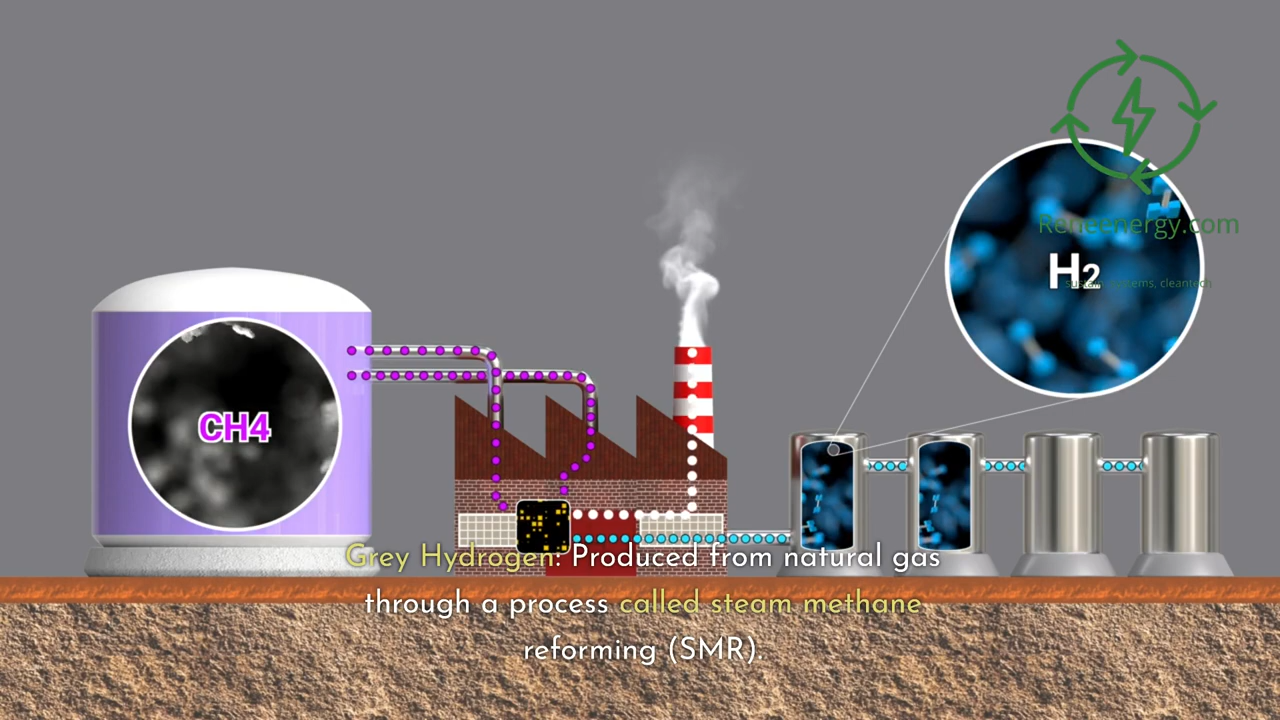 Reneenergy.com
H2
CH4
Grey Hydrogen: Produced from natural gas
through a process called steam methane
reforming (SMR).